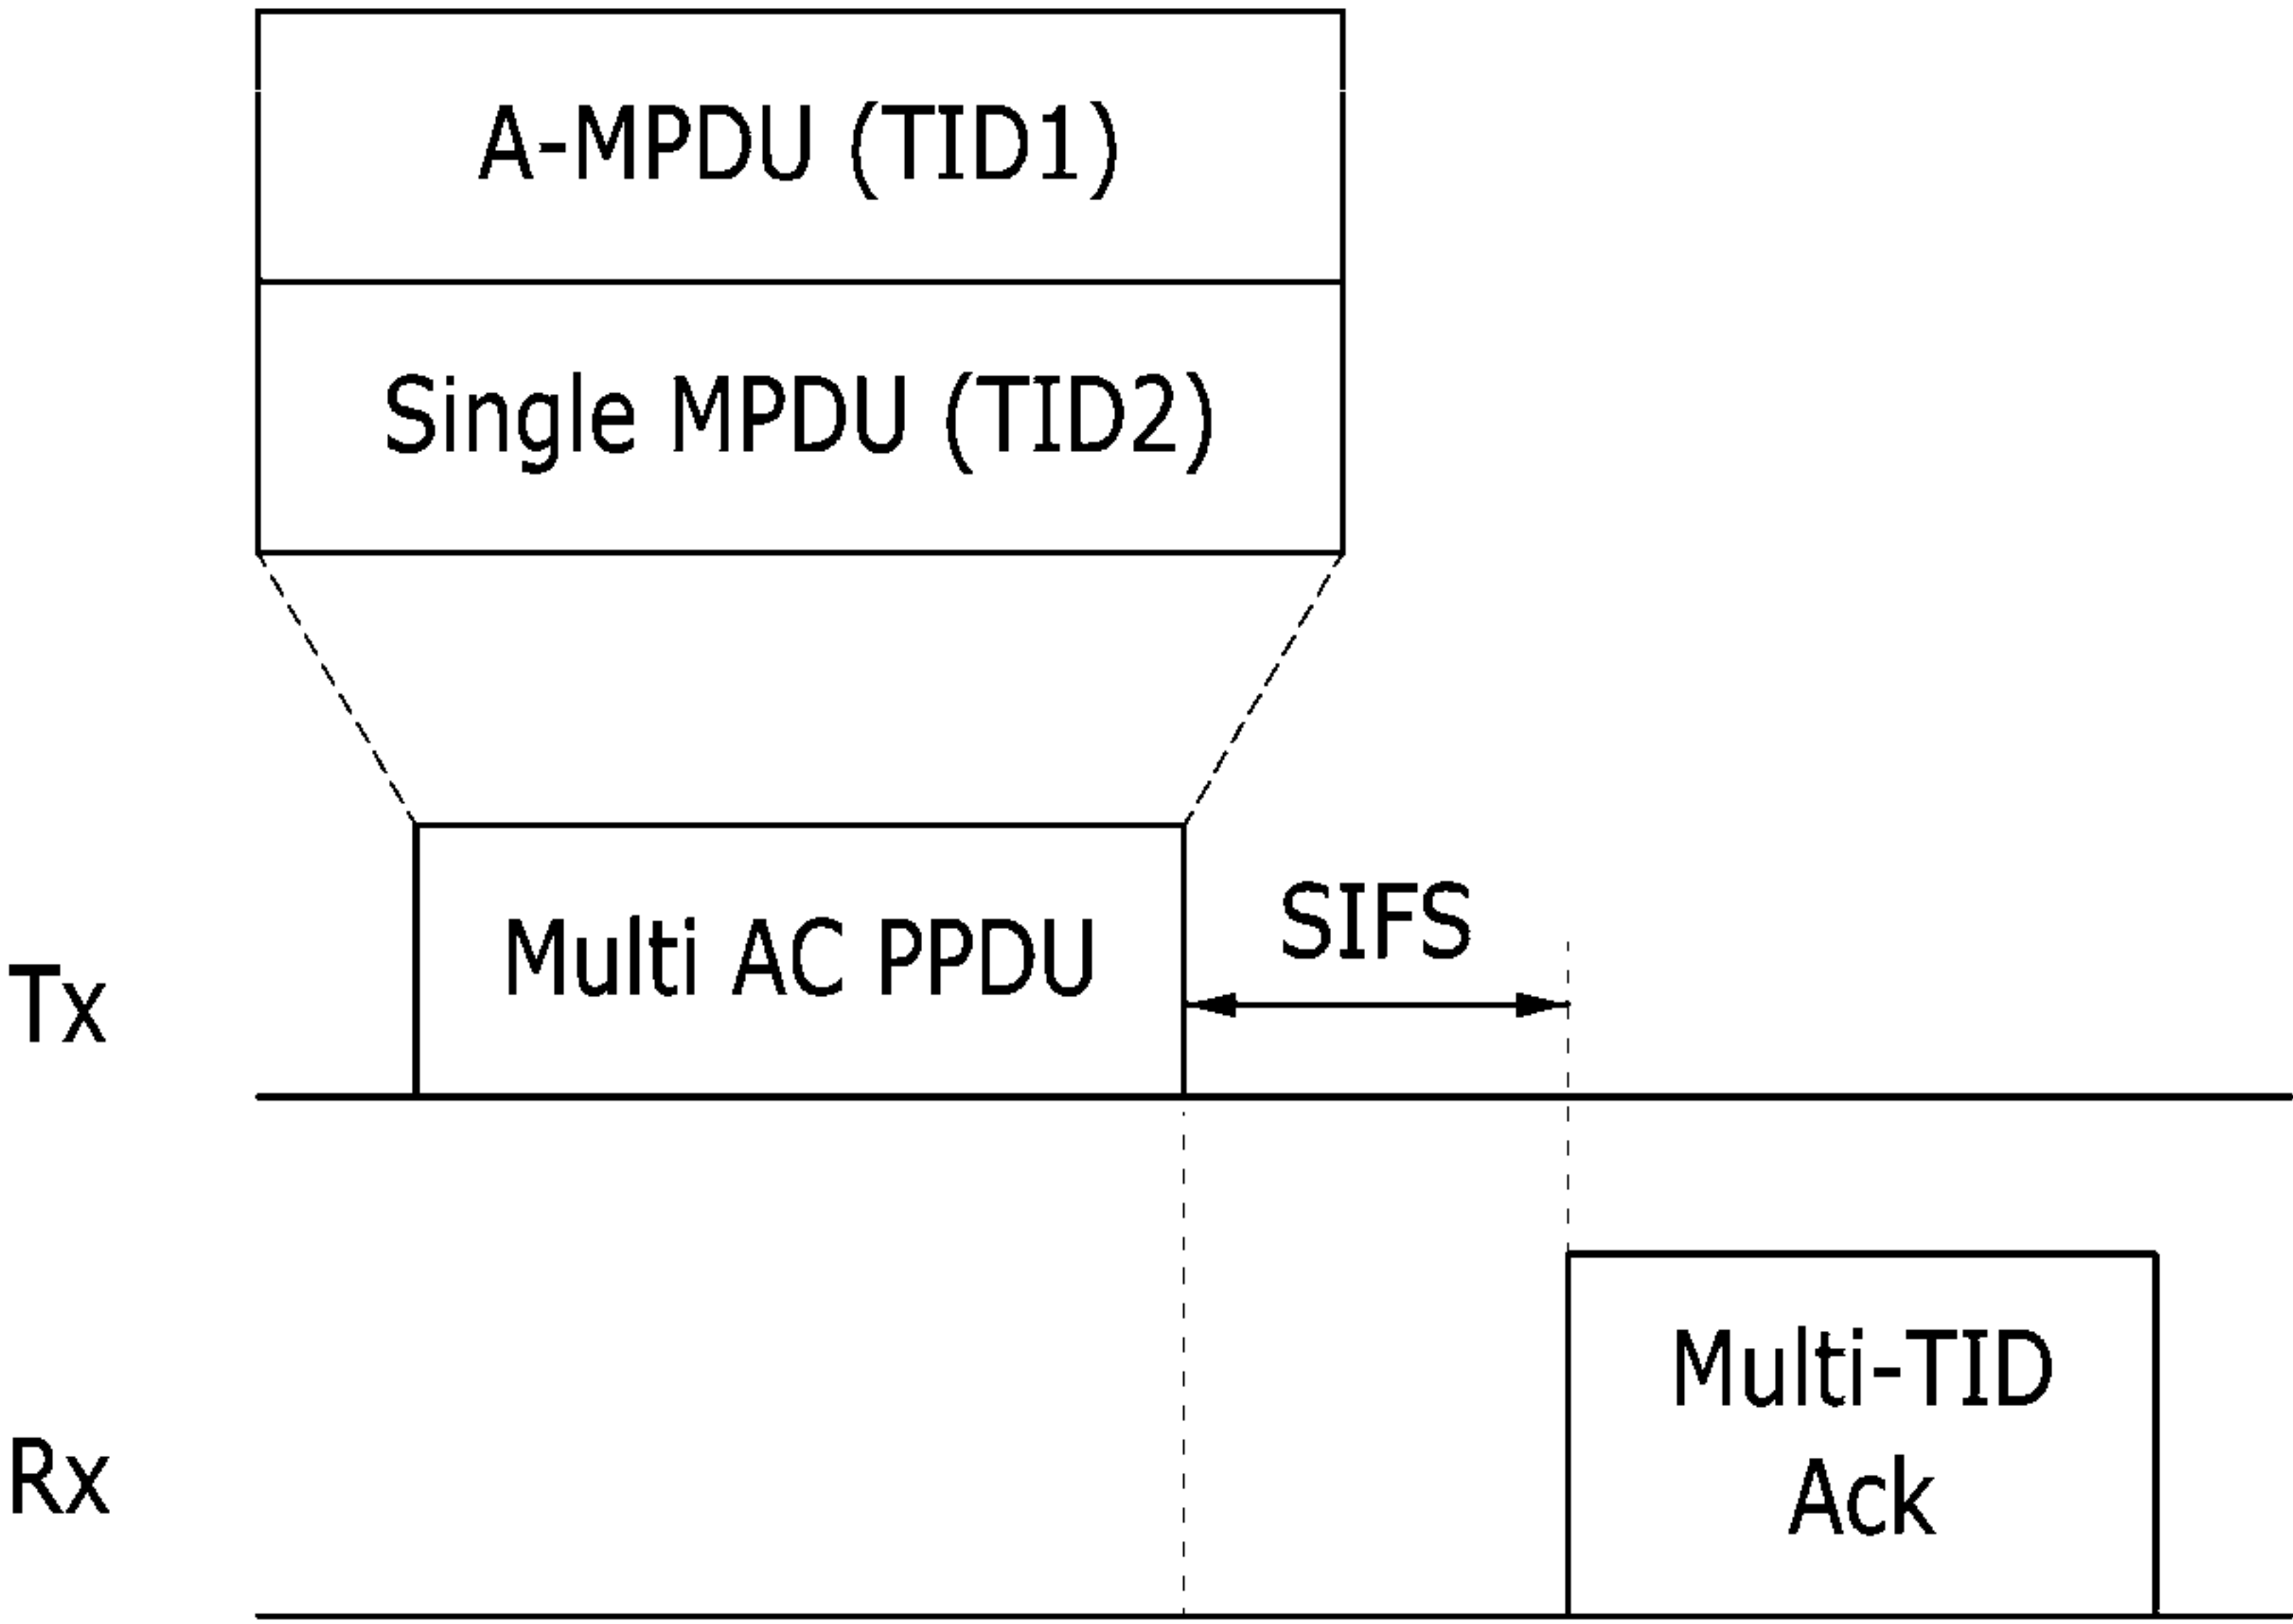 A-MPDU (TID1)
Single MPDU (TID2)
Multi AC PPDU
SIFS
Tx
Multi-TID
Ack
Rx